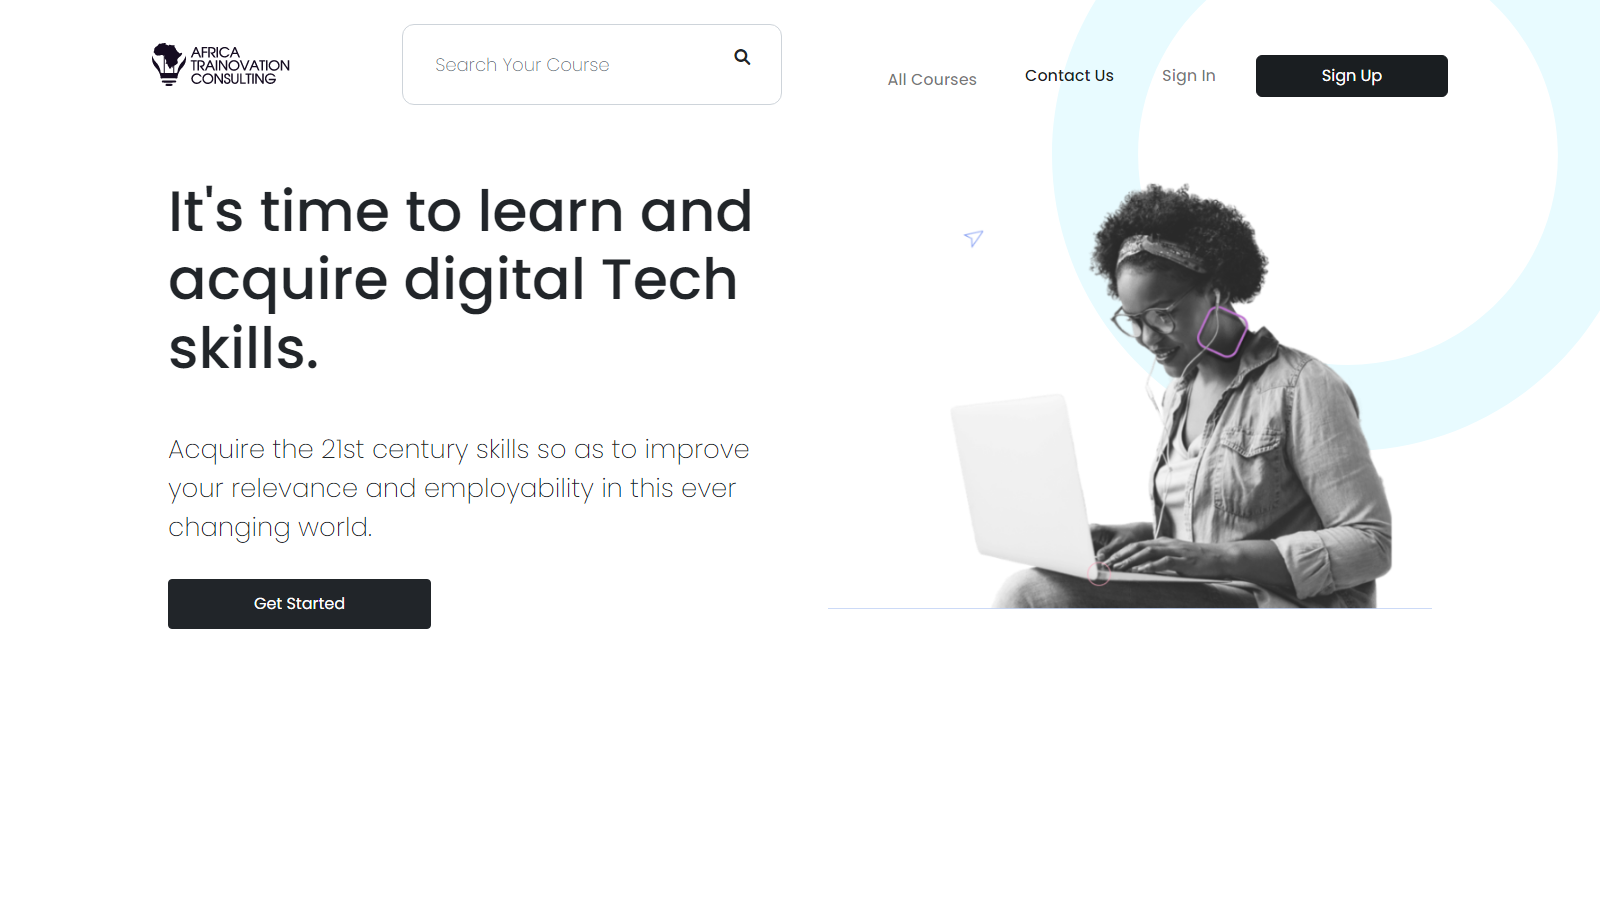 AFRICA
TRAINOVATION
CONSULTING
Search Your Course
All Courses
Contact Us
Sign In
Sign Up
It's time to learn and
acquire digital Tech
skills.
Acquire the 21st century skills so as to improve
your relevance and employability in this ever
changing world.
Get Started